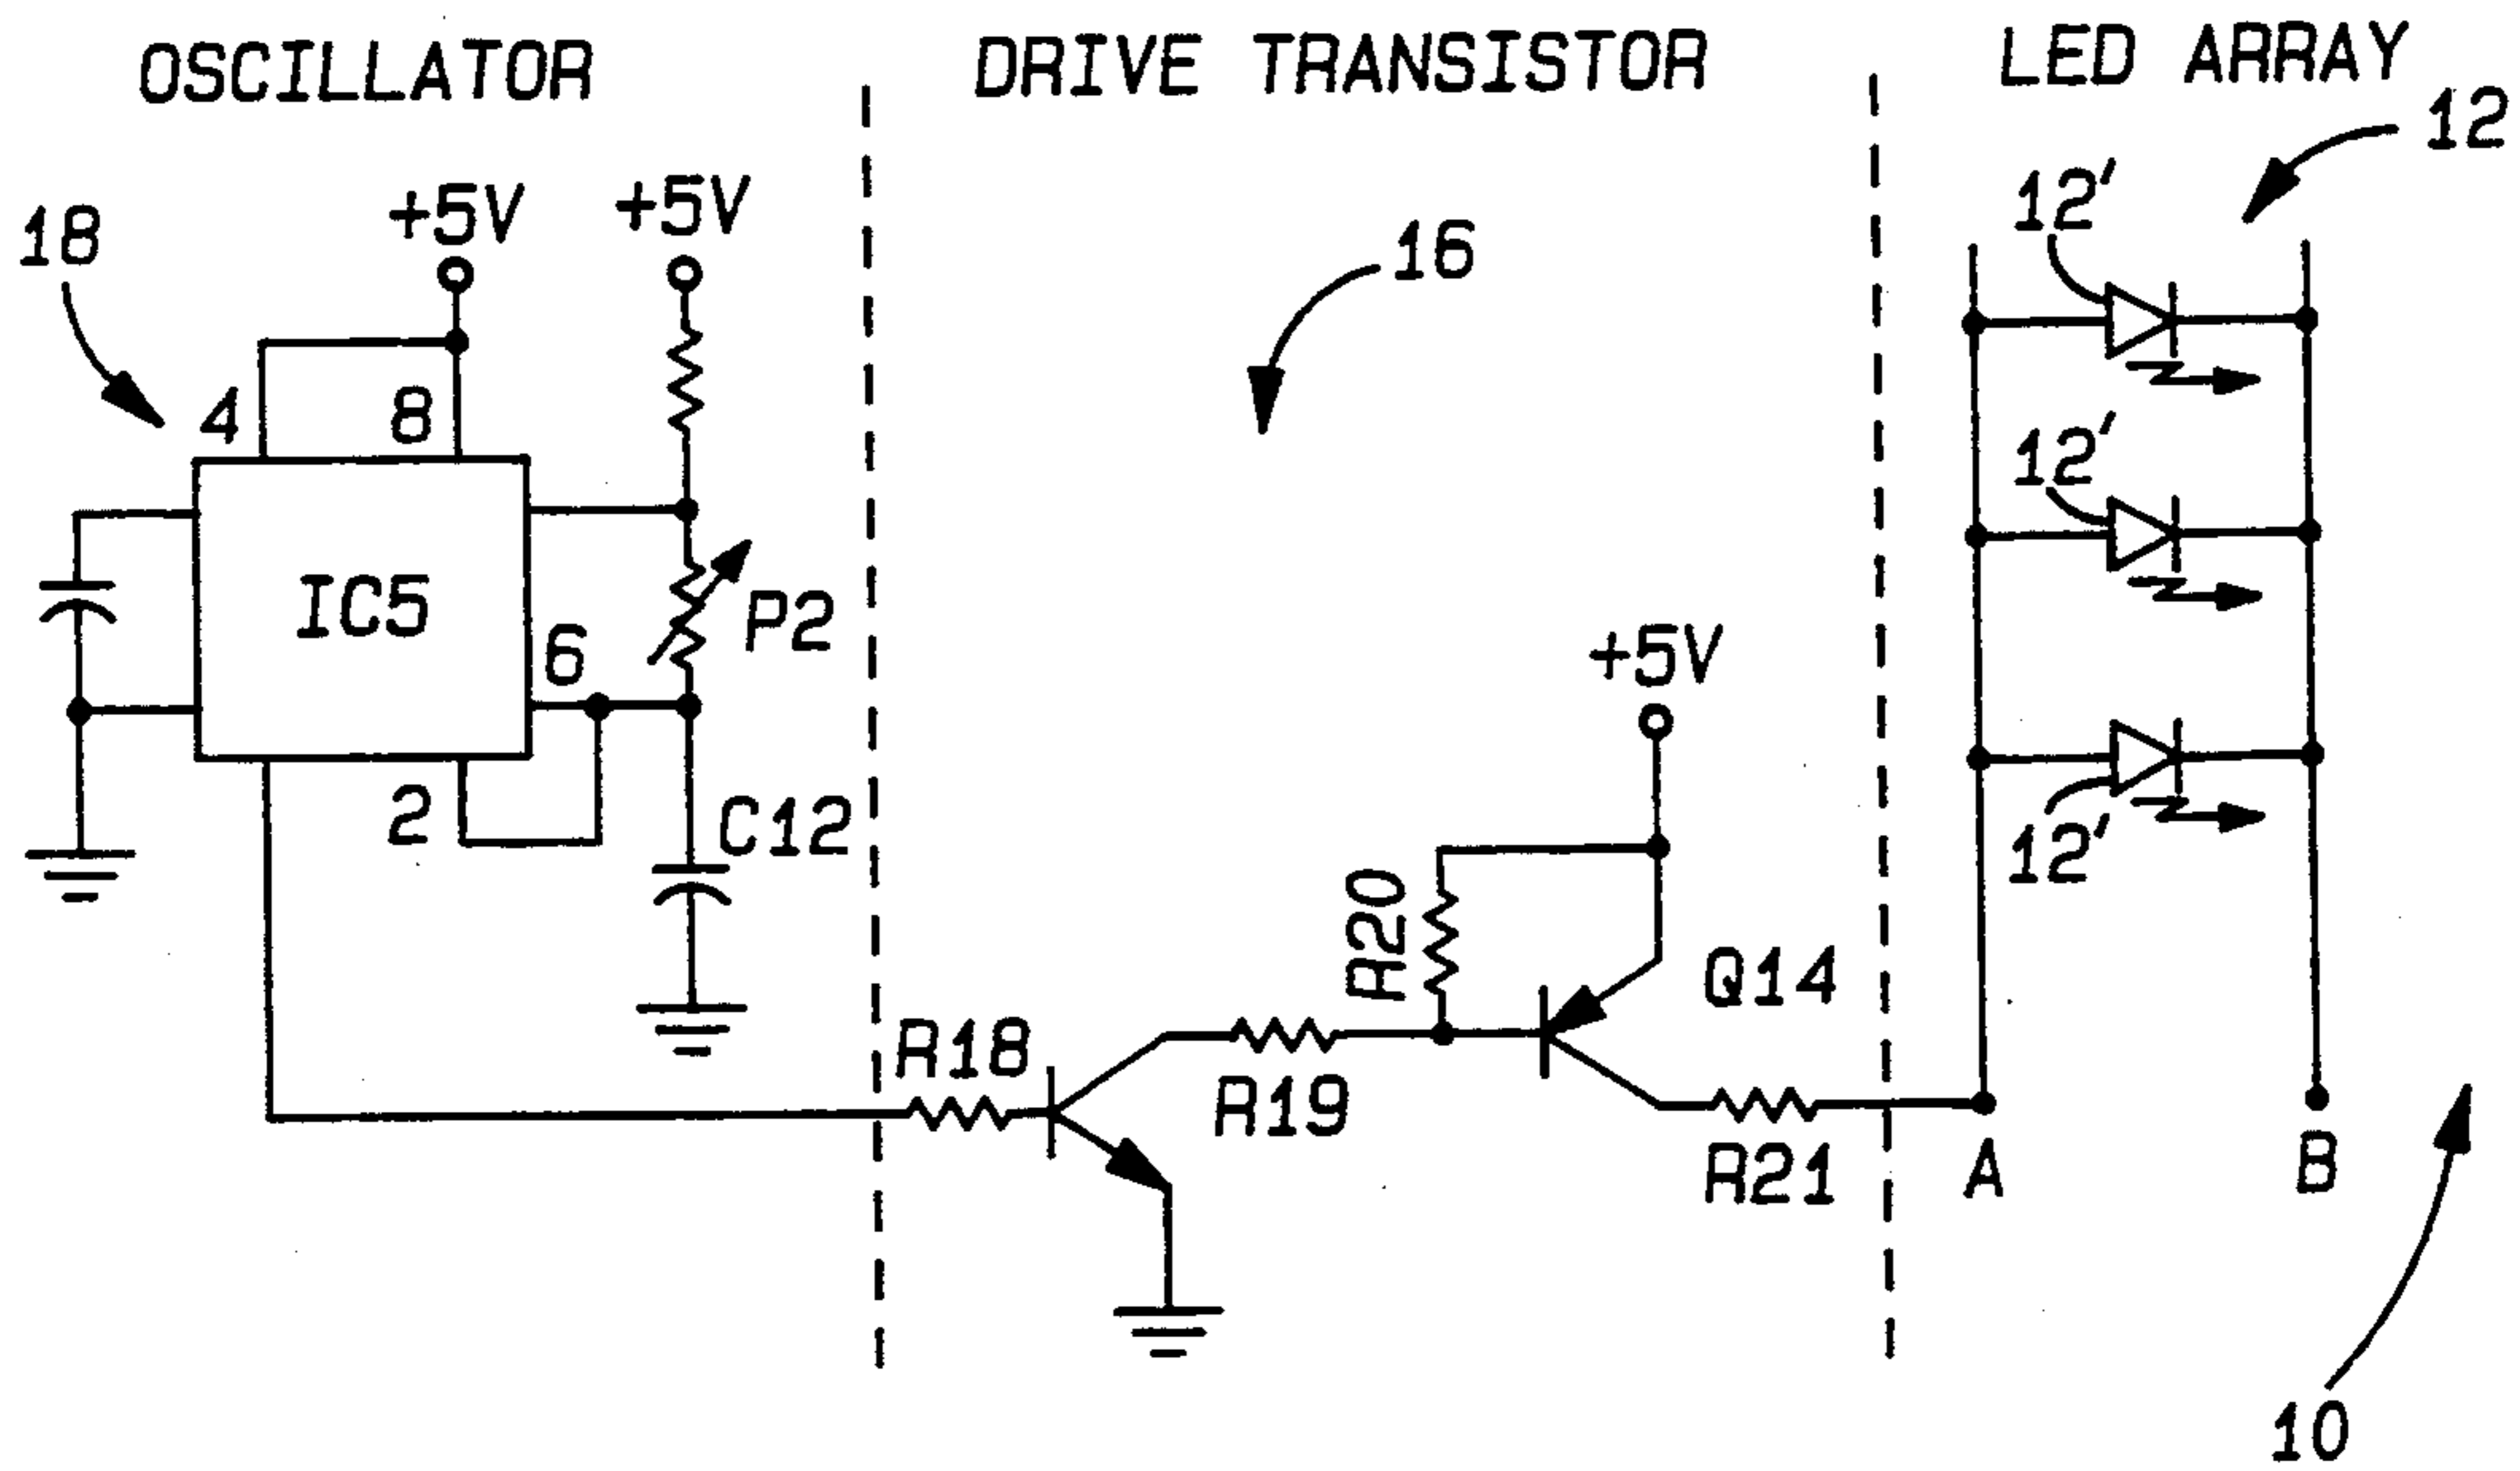 OSCILLATOR
DRIVE TRANSISTOR
LED ARRAY
12
12'
18
+5V
+5V
16
4
8
12'
IC5
P2
6
+5V
2
C12
12'
R20
Q14
R18
R19
R21
A
B
10